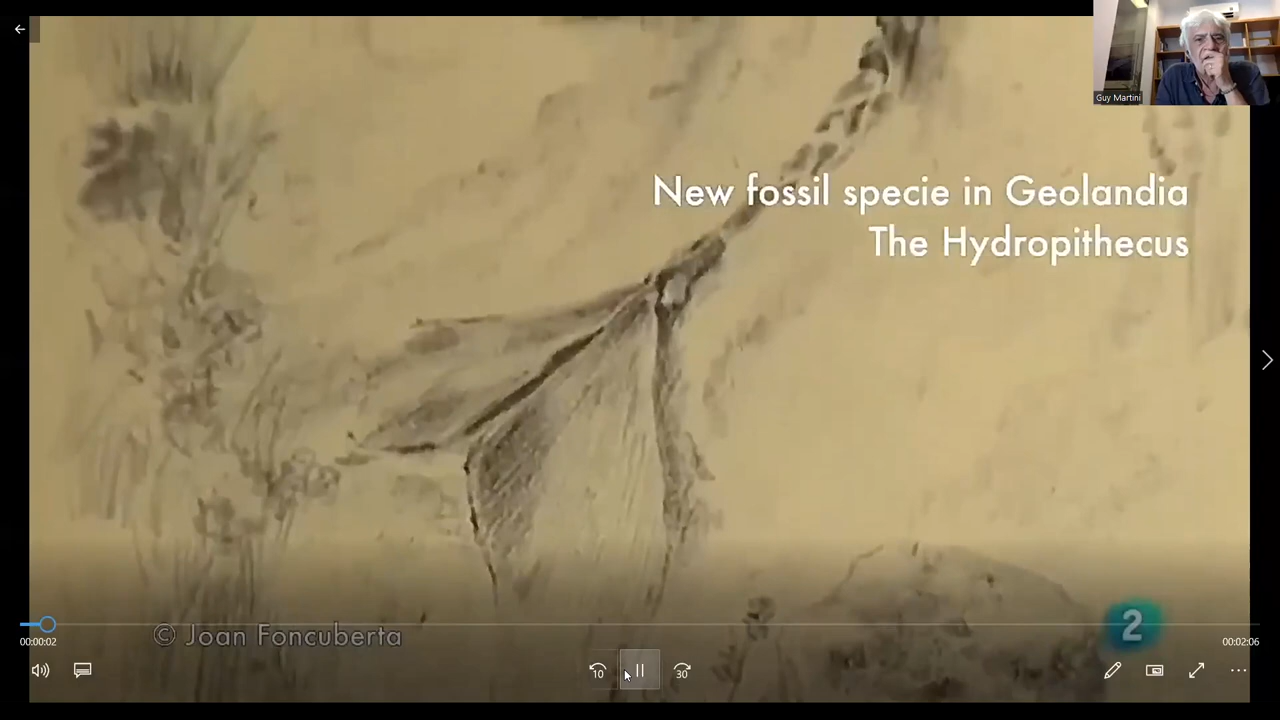 Guy Martini
New fossil specie in Geolandia
The Hydropithecus
© Joan Foncuberta
2
00:00:02
00:02:06
10
30